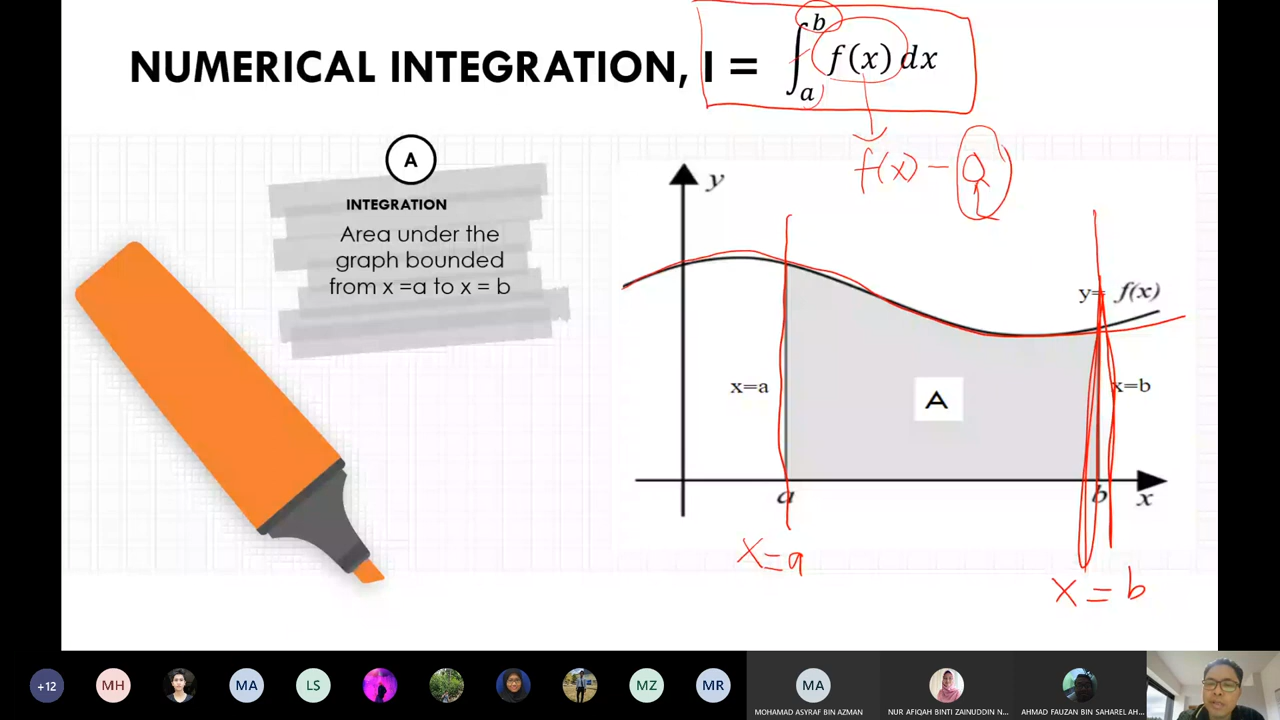 NUMERICAL INTEGRATION, I = ∫ₐᵇ f(x) dx
f(x) - 
A
INTEGRATION
Area under the
graph bounded
from x =a to x = b
y
y= f(x)
x=a
A
x=b
a
b
x
x=a
x = b
+12
MH
MA
LS
MZ
MR
MA
MOHAMAD ASYRAF BIN AZMAN
NUR AFIQAH BINTI ZAINUDDIN N...
AHMAD FAUZAN BIN SAHAREL AH...